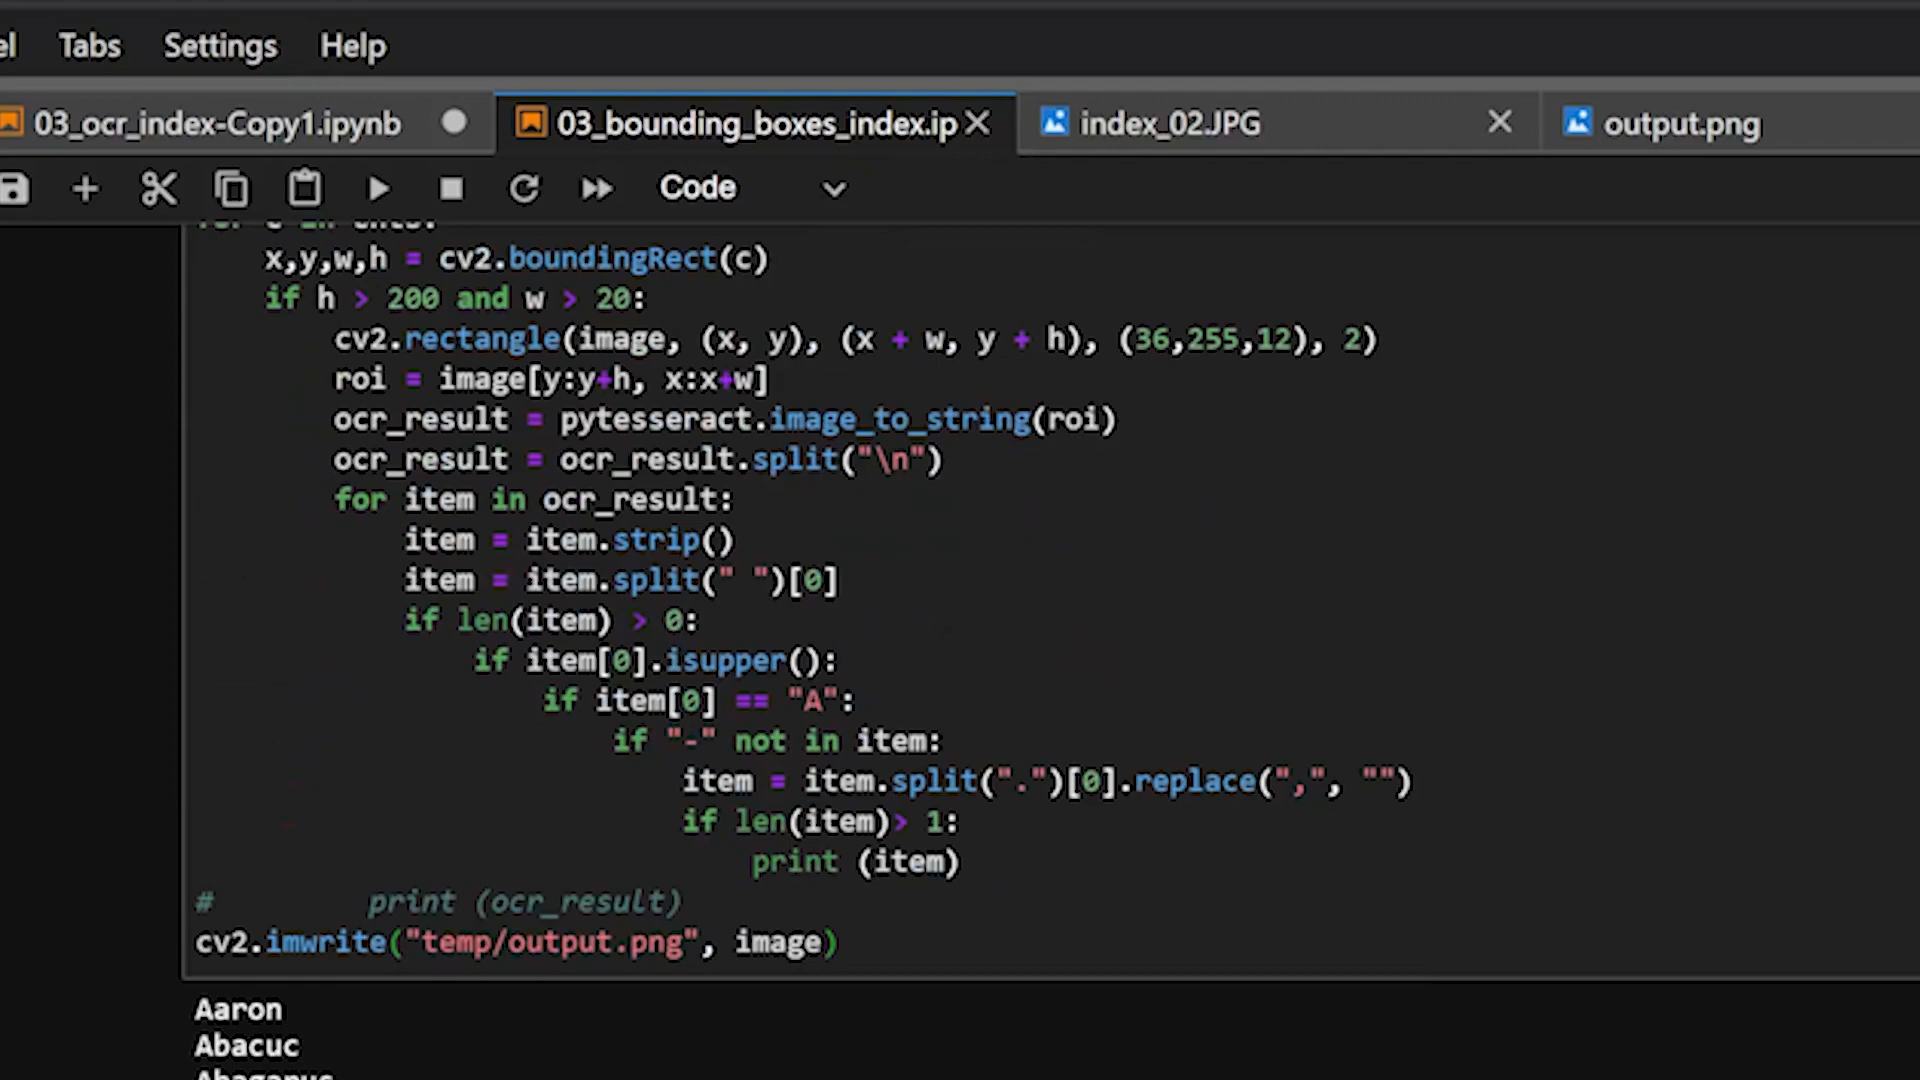 el Tabs Settings Help
03_ocr_index-Copy1.ipynb 03_bounding_boxes_index.ip index_02.JPG output.png
Code
for c in cnts:
x,y,w,h = cv2.boundingRect(c)
if h > 200 and w > 20:
cv2.rectangle(image, (x, y), (x + w, y + h), (36,255,12), 2)
roi = image[y:y+h, x:x+w]
ocr_result = pytesseract.image_to_string(roi)
ocr_result = ocr_result.split("\n")
for item in ocr_result:
item = item.strip()
item = item.split(" ")[0]
if len(item) > 0:
if item[0].isupper():
if item[0] == "A":
if "-" not in item:
item = item.split(".")[0].replace(",", "")
if len(item)> 1:
print (item)
# print (ocr_result)
cv2.imwrite("temp/output.png", image)
Aaron
Abacuc